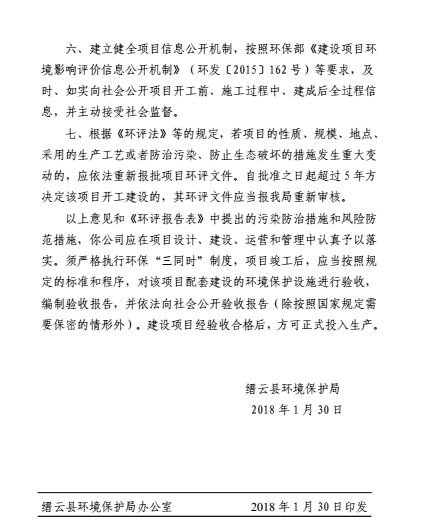 六、建立健全项目信息公开机制，按照环保部《建设项目环
境影响评价信息公开机制》（环发〔2015〕162 号）等要求，及
时、如实向社会公开项目开工前、施工过程中、建成后全过程信
息，并主动接受社会监督。
七、根据《环评法》等的规定，若项目的性质、规模、地点、
采用的生产工艺或者防治污染、防止生态破坏的措施发生重大变
动的，应依法重新报批项目环评文件。自批准之日起超过 5 年方
决定该项目开工建设的，其环评文件应当报我局重新审核。
以上意见和《环评报告表》中提出的污染防治措施和风险防
范措施，你公司应在项目设计、建设、运营和管理中认真予以落
实。须严格执行环保“三同时”制度，项目竣工后，应当按照规
定的标准和程序，对该项目配套建设的环境保护设施进行验收，
编制验收报告，并依法向社会公开验收报告（除按照国家规定需
要保密的情形外）。建设项目经验收合格后，方可正式投入生产。
缙云县环境保护局
2018 年 1 月 30 日
缙云县环境保护局办公室 2018 年 1 月 30 日印发